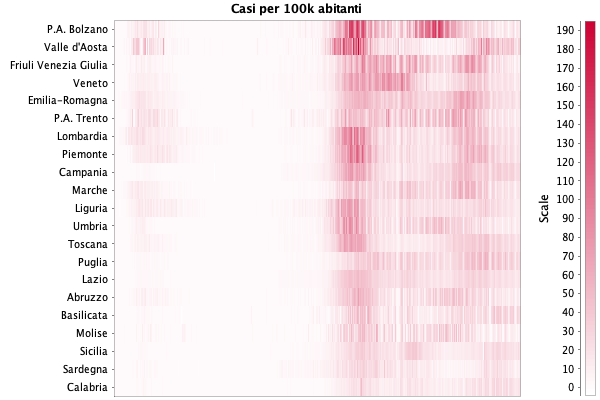 Casi per 100k abitanti
P.A. Bolzano
Valle d'Aosta
Friuli Venezia Giulia
Veneto
Emilia-Romagna
P.A. Trento
Lombardia
Piemonte
Campania
Marche
Liguria
Umbria
Toscana
Puglia
Lazio
Abruzzo
Basilicata
Molise
Sicilia
Sardegna
Calabria
Scale
190
180
170
160
150
140
130
120
110
100
90
80
70
60
50
40
30
20
10
0